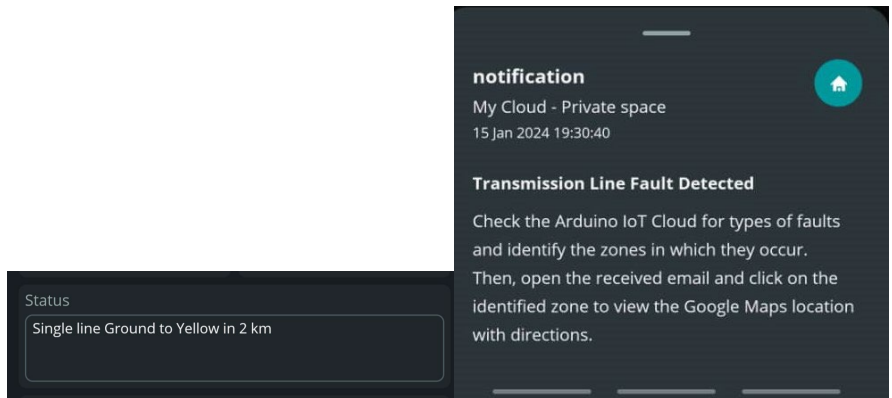 Status
Single line Ground to Yellow in 2 km
notification
My Cloud - Private space
15 Jan 2024 19:30:40
Transmission Line Fault Detected
Check the Arduino IoT Cloud for types of faults
and identify the zones in which they occur.
Then, open the received email and click on the
identified zone to view the Google Maps location
with directions.